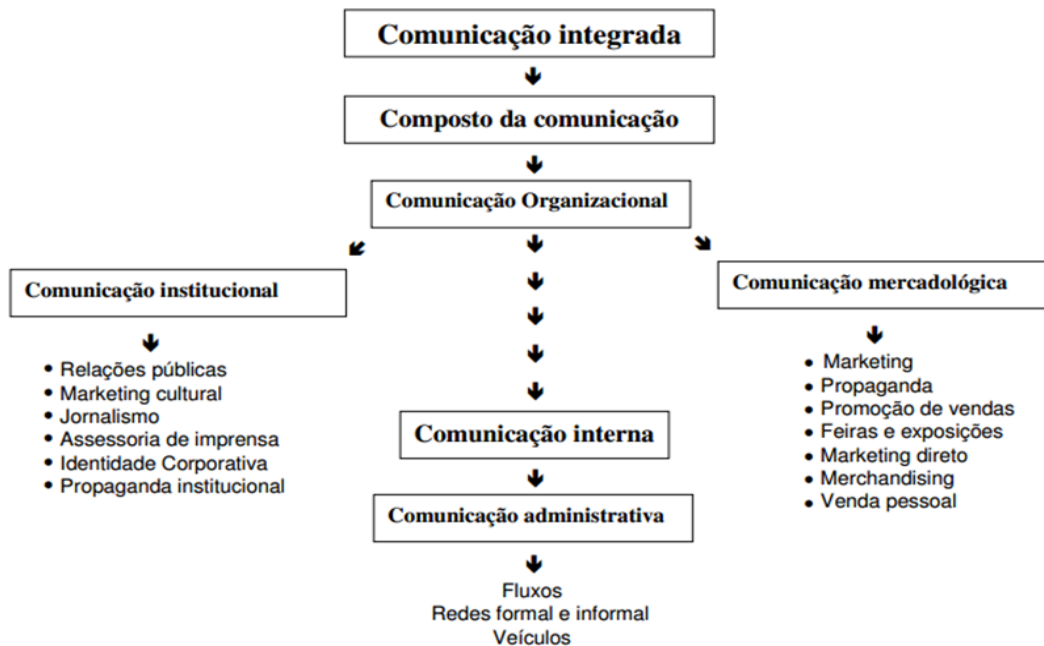 Comunicação integrada
Composto da comunicação
Comunicação Organizacional
Comunicação institucional
• Relações públicas
• Marketing cultural
• Jornalismo
• Assessoria de imprensa
• Identidade Corporativa
• Propaganda institucional
Comunicação interna
Comunicação administrativa
Fluxos
Redes formal e informal
Veículos
Comunicação mercadológica
• Marketing
• Propaganda
• Promoção de vendas
• Feiras e exposições
• Marketing direto
• Merchandising
• Venda pessoal